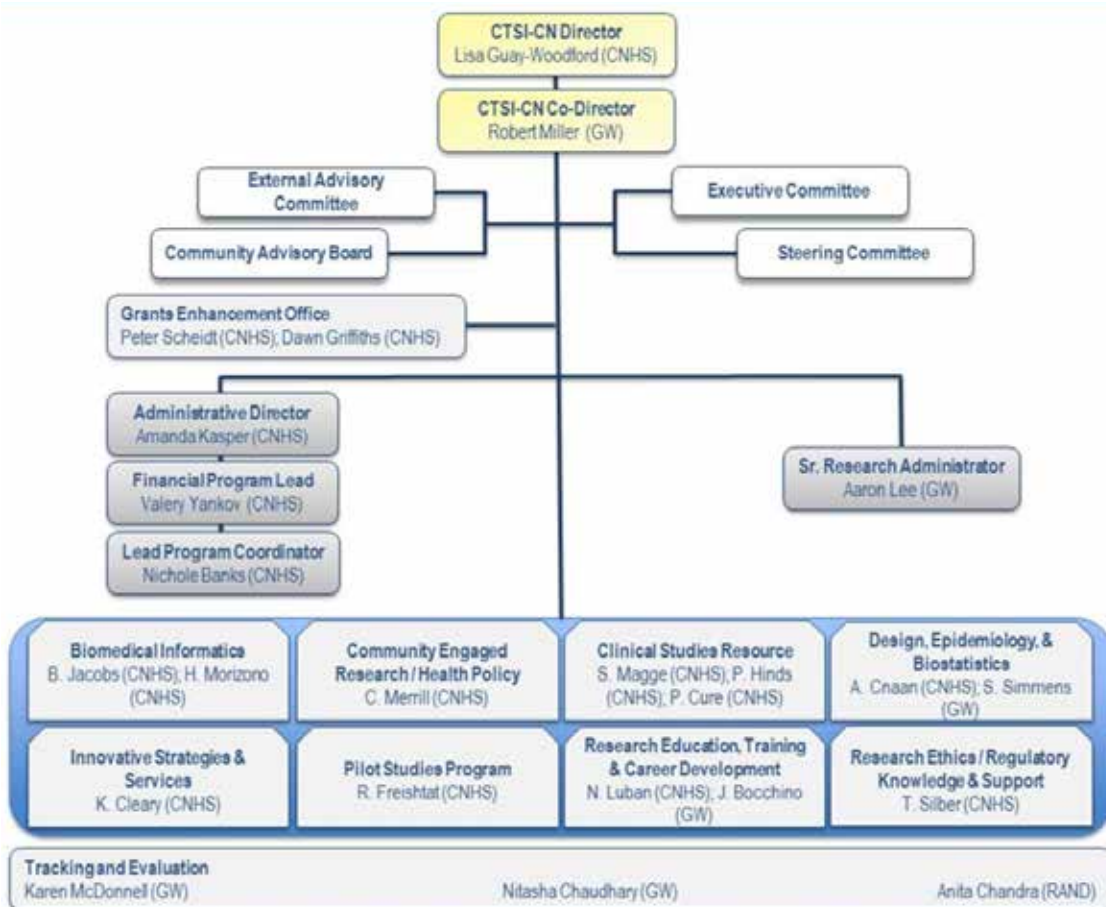 CTSI-CN Director
Lisa Guay-Woodford (CNHS)
CTSI-CN Co-Director
Robert Miller (GW)
External Advisory
Committee
Executive Committee
Community Advisory Board
Steering Committee
Grants Enhancement Office
Peter Scheidt (CNHS); Dawn Griffiths (CNHS)
Administrative Director
Amanda Kasper (CNHS)
Financial Program Lead
Valery Yankov (CNHS)
Lead Program Coordinator
Nichole Banks (CNHS)
Sr. Research Administrator
Aaron Lee (GW)
Biomedical Informatics
B. Jacobs (CNHS); H. Morizono
(CNHS)
Community Engaged
Research / Health Policy
C. Merrill (CNHS)
Clinical Studies Resource
S. Magge (CNHS); P. Hinds
(CNHS); P. Cure (CNHS)
Design, Epidemiology, &
Biostatistics
A. Cnaan (CNHS); S. Simmens
(GW)
Innovative Strategies &
Services
K. Cleary (CNHS)
Pilot Studies Program
R. Freishtat (CNHS)
Research Education, Training
& Career Development
N. Luban (CNHS); J. Bocchino
(GW)
Research Ethics / Regulatory
Knowledge & Support
T. Silber (CNHS)
Tracking and Evaluation
Karen McDonnell (GW)
Nitasha Chaudhary (GW)
Anita Chandra (RAND)